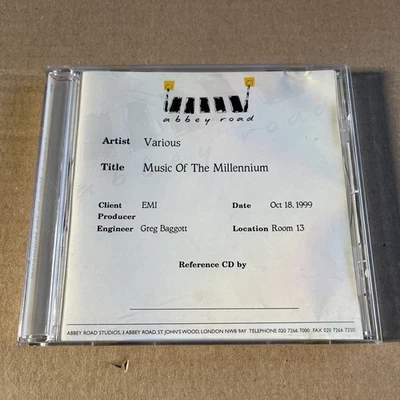 abbey road
Artist Various
Title Music Of The Millennium
Client EMI Date Oct 18, 1999
Producer
Engineer Greg Baggott Location Room 13
Reference CD by
ABBEY ROAD STUDIOS, 3 ABBEY ROAD, ST. JOHN'S WOOD, LONDON NW8 9AY TELEPHONE 020 7266 7000 FAX 020 7266 7250